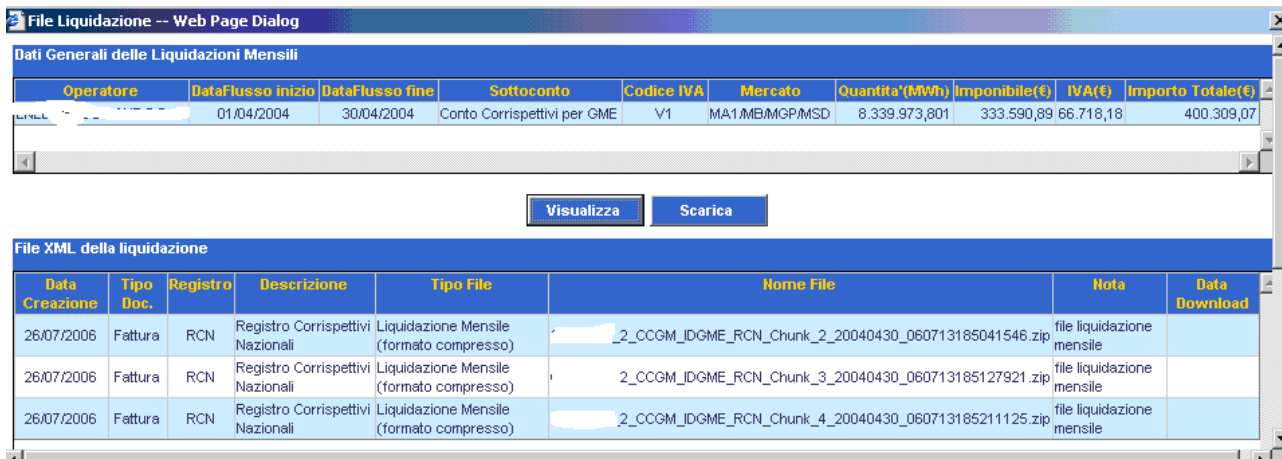 File Liquidazione -- Web Page Dialog
Dati Generali delle Liquidazioni Mensili
Operatore DataFlusso inizio DataFlusso fine Sottoconto Codice IVA Mercato Quantita'(MWh) Imponibile(€) IVA(€) Importo Totale(€)
01/04/2004 30/04/2004 Conto Corrispettivi per GME V1 MA1/MB/MGP/MSD 8.339.973,801 333.590,89 66.718,18 400.309,07
Visualizza Scarica
File XML della liquidazione
Data Creazione Tipo Doc. Registro Descrizione Tipo File Nome File Nota Data Download
26/07/2006 Fattura RCN Registro Corrispettivi Nazionali Liquidazione Mensile (formato compresso) _2_CCGM_IDGME_RCN_Chunk_2_20040430_060713185041546.zip file liquidazione mensile
26/07/2006 Fattura RCN Registro Corrispettivi Nazionali Liquidazione Mensile (formato compresso) 2_CCGM_IDGME_RCN_Chunk_3_20040430_060713185127921.zip file liquidazione mensile
26/07/2006 Fattura RCN Registro Corrispettivi Nazionali Liquidazione Mensile (formato compresso) _2_CCGM_IDGME_RCN_Chunk_4_20040430_060713185211125.zip file liquidazione mensile